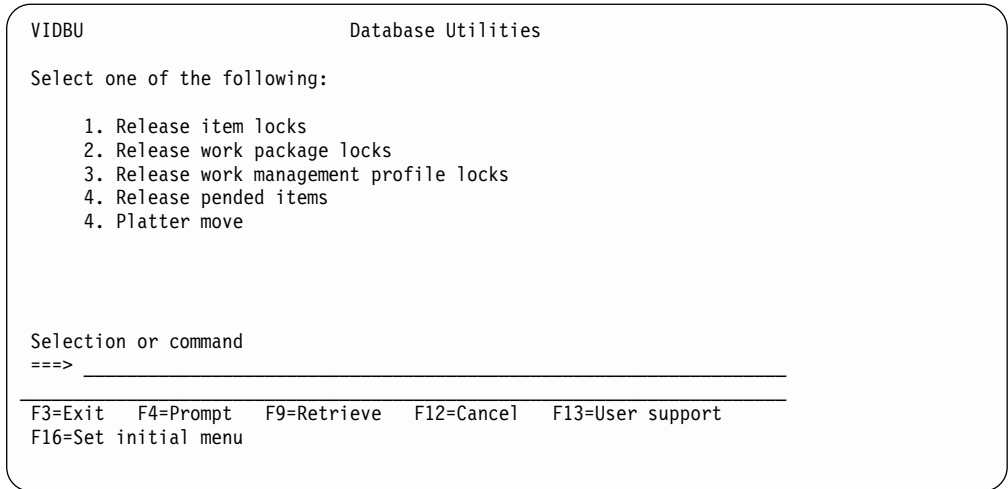 VIDBU Database Utilities
Select one of the following:
1. Release item locks
2. Release work package locks
3. Release work management profile locks
4. Release pended items
4. Platter move
Selection or command
===>
F3=Exit F4=Prompt F9=Retrieve F12=Cancel F13=User support
F16=Set initial menu